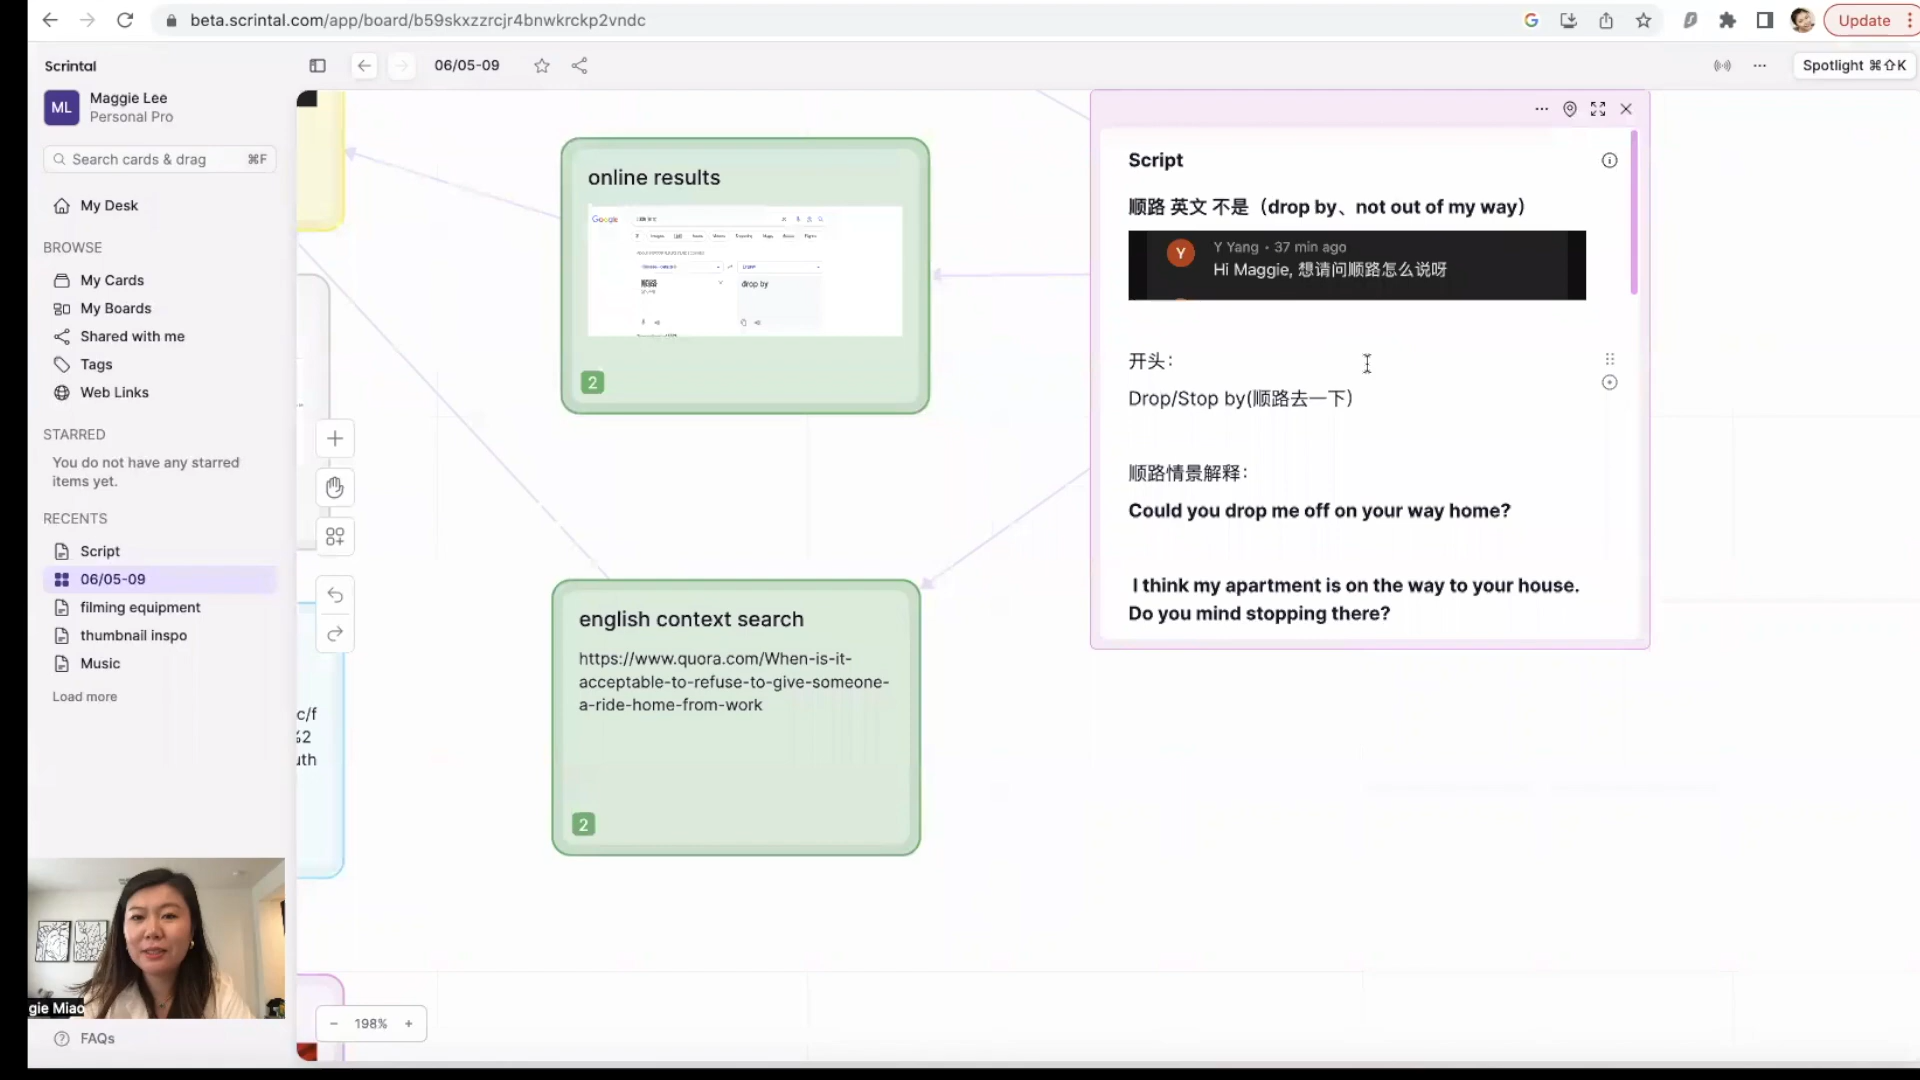 beta.scrintal.com/app/board/b59skxzzrcjr4bnwkrckp2vndc
Update
Scrintal
06/05-09
Spotlight ⌘⇧K
ML
Maggie Lee
Personal Pro
Search cards & drag ⌘F
My Desk
BROWSE
My Cards
My Boards
Shared with me
Tags
Web Links
STARRED
You do not have any starred
items yet.
RECENTS
Script
06/05-09
filming equipment
thumbnail inspo
Music
Load more
FAQs
gie Miao
c/f
uth
online results
Google
drop by
2
english context search
https://www.quora.com/When-is-it-
acceptable-to-refuse-to-give-someone-
a-ride-home-from-work
2
Script
顺路 英文 不是（drop by、not out of my way）
Y
Y Yang • 37 min ago
Hi Maggie, 想请问顺路怎么说呀
开头：
Drop/Stop by(顺路去一下)
顺路情景解释：
Could you drop me off on your way home?
I think my apartment is on the way to your house.
Do you mind stopping there?
− 198% +